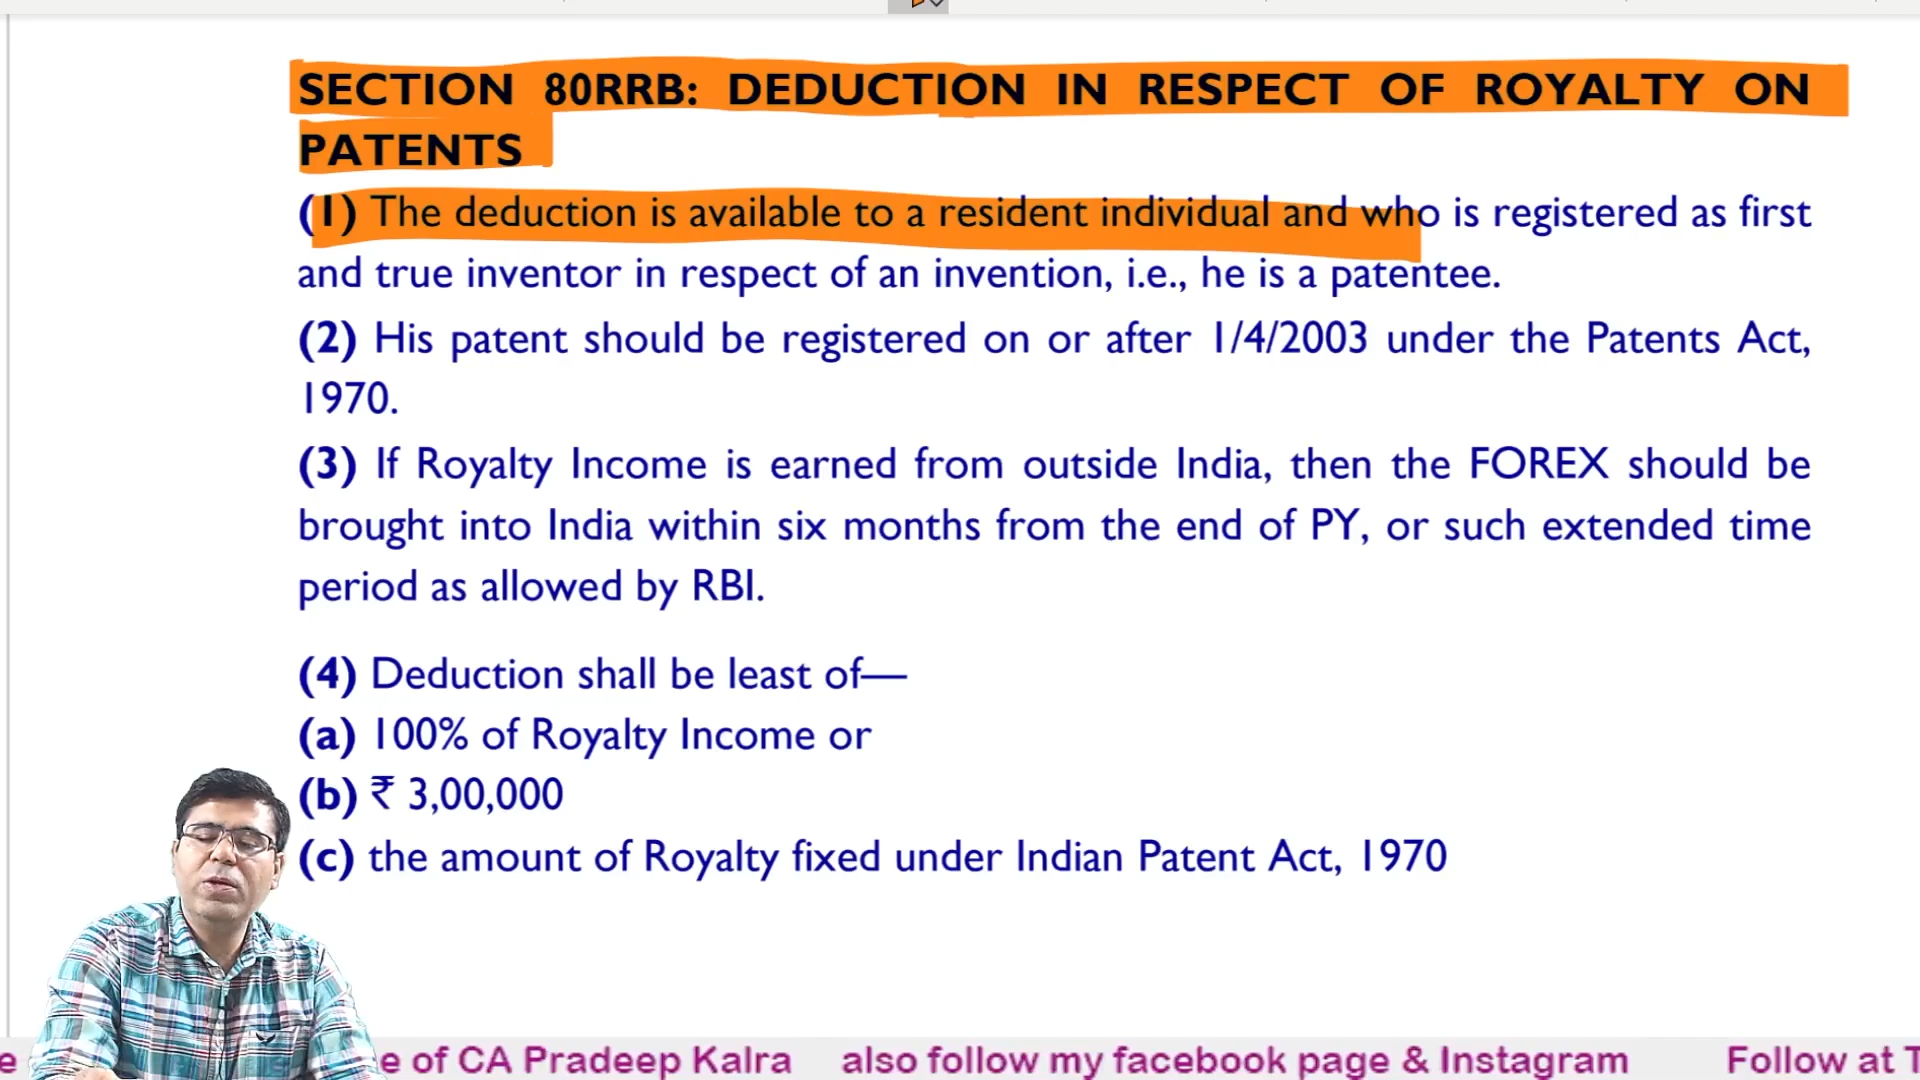 SECTION 80RRB: DEDUCTION IN RESPECT OF ROYALTY ON
PATENTS
(1) The deduction is available to a resident individual and who is registered as first
and true inventor in respect of an invention, i.e., he is a patentee.
(2) His patent should be registered on or after 1/4/2003 under the Patents Act,
1970.
(3) If Royalty Income is earned from outside India, then the FOREX should be
brought into India within six months from the end of PY, or such extended time
period as allowed by RBI.
(4) Deduction shall be least of—
(a) 100% of Royalty Income or
(b) ₹ 3,00,000
(c) the amount of Royalty fixed under Indian Patent Act, 1970
of CA Pradeep Kalra also follow my facebook page & Instagram Follow at